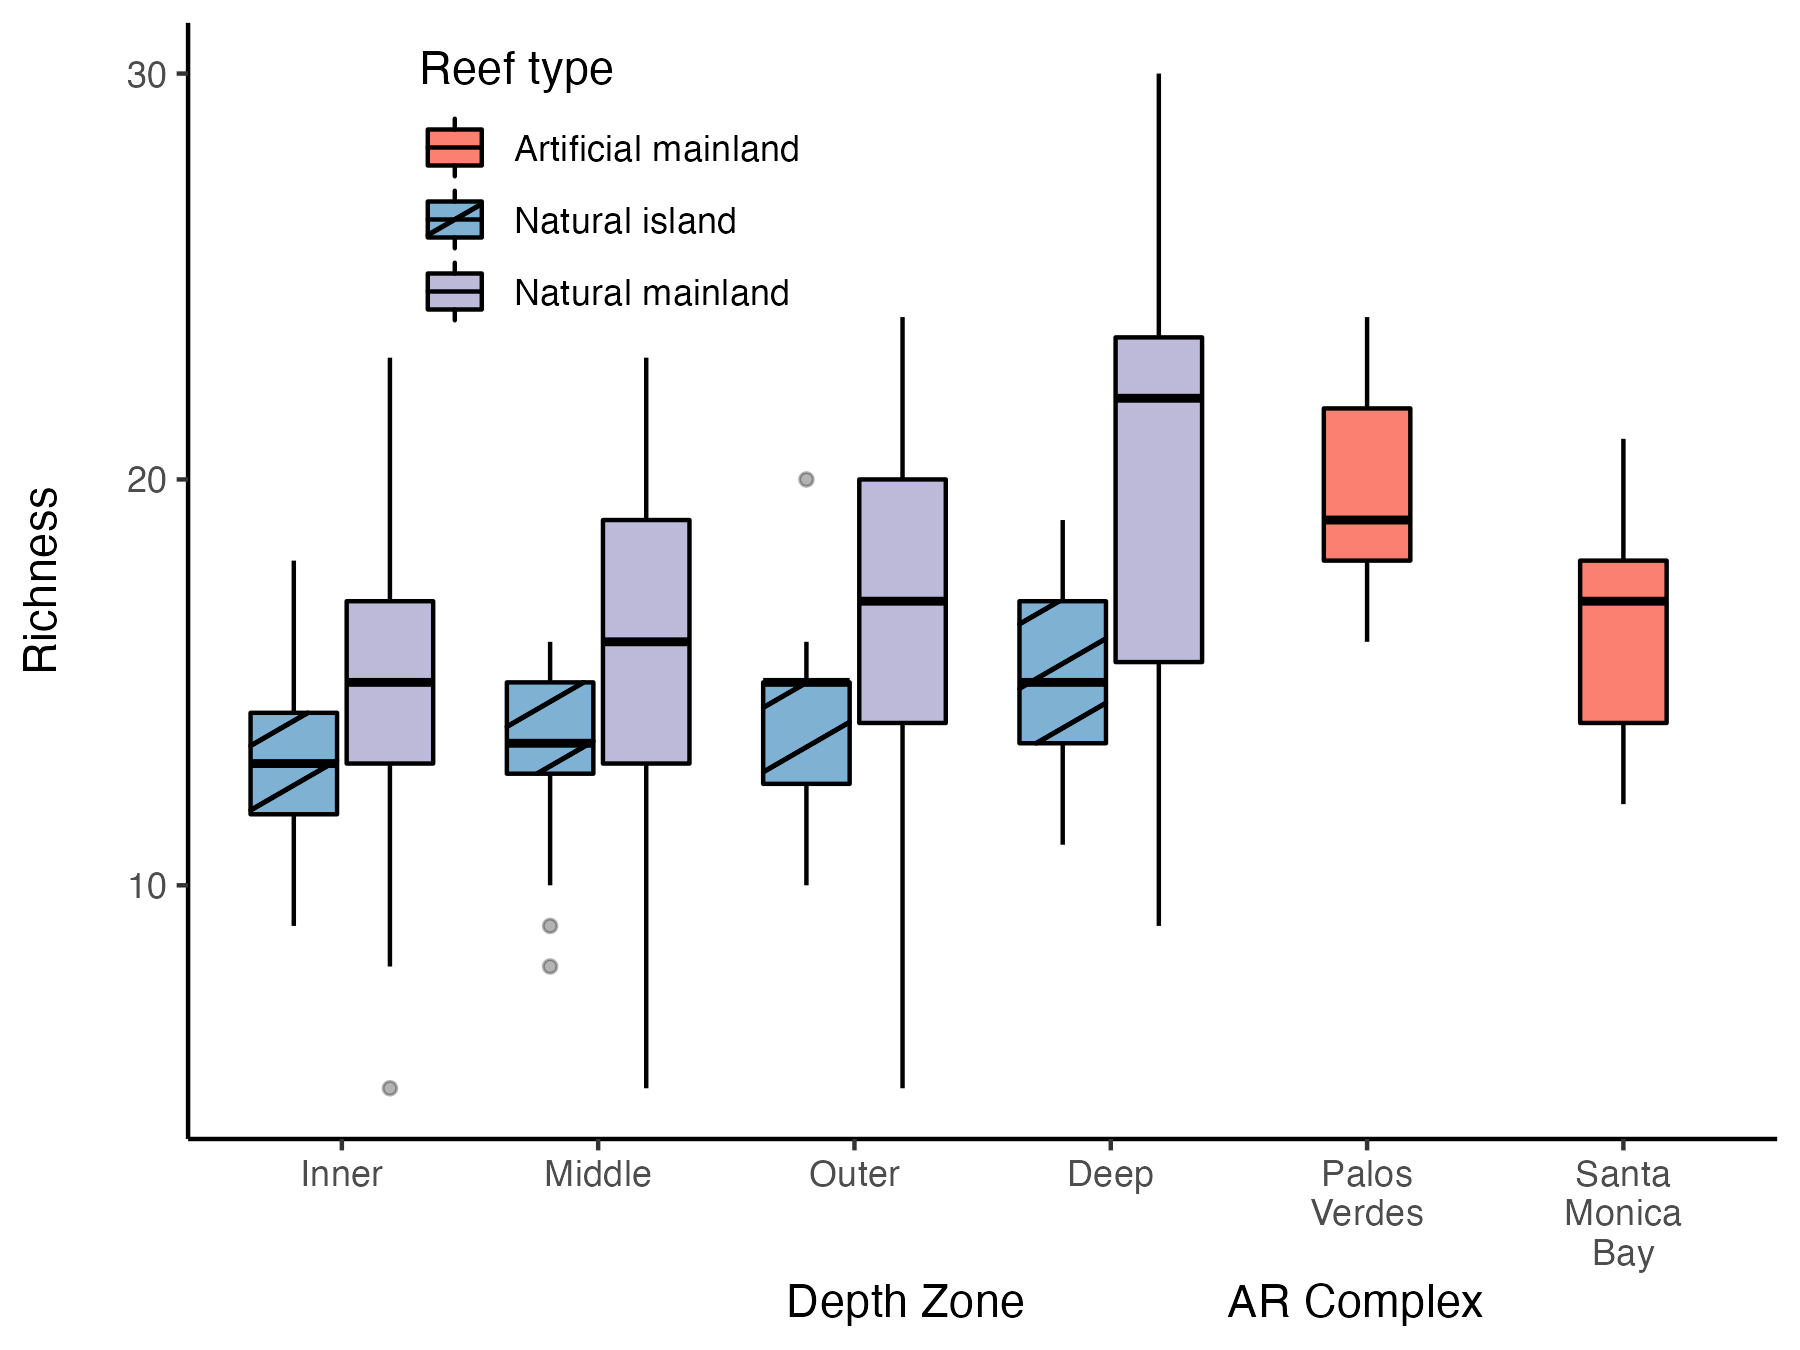 Reef type
Artificial mainland
Natural island
Natural mainland
Richness
30
20
10
Inner
Middle
Outer
Deep
Palos
Verdes
Santa
Monica
Bay
Depth Zone
AR Complex